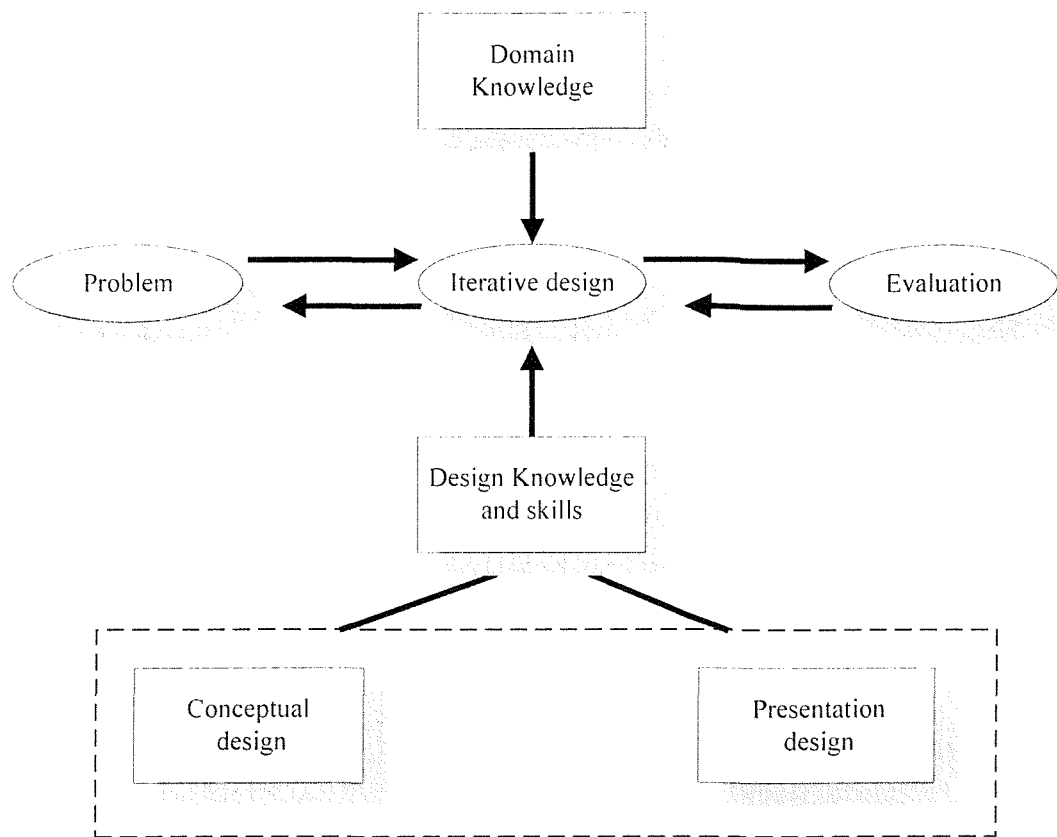 Domain
Knowledge
Problem
Iterative design
Evaluation
Design Knowledge
and skills
Conceptual
design
Presentation
design